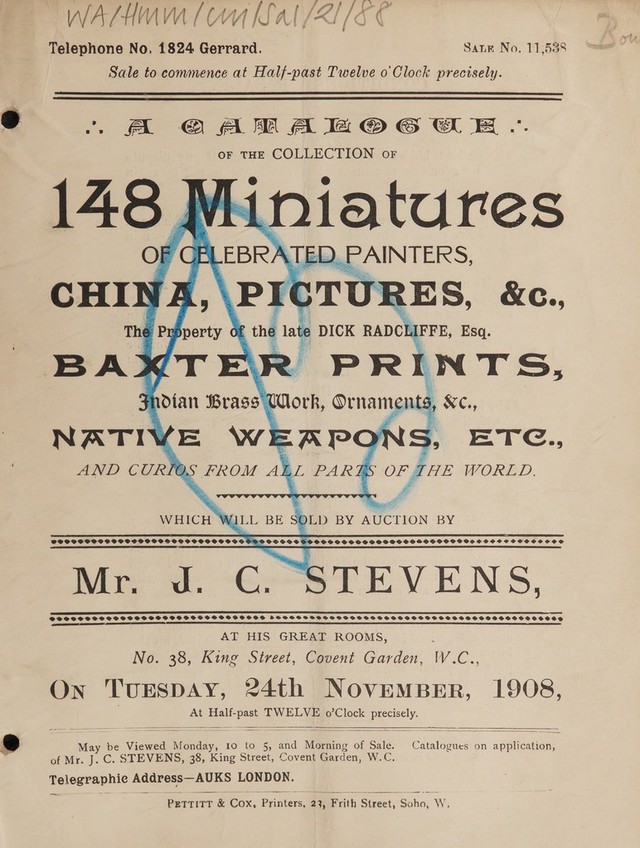 WA/HMM/CM/Sal/21/88
Telephone No. 1824 Gerrard. SALE No. 11,538
Sale to commence at Half-past Twelve o'Clock precisely.
A CATALOGUE
OF THE COLLECTION OF
148 Miniatures
OF CELEBRATED PAINTERS,
CHINA, PICTURES, &c.,
The Property of the late DICK RADCLIFFE, Esq.
BAXTER PRINTS,
Indian Brass Work, Ornaments, &c.,
NATIVE WEAPONS, ETC.,
AND CURIOS FROM ALL PARTS OF THE WORLD.
WHICH WILL BE SOLD BY AUCTION BY
Mr. J. C. STEVENS,
AT HIS GREAT ROOMS,
No. 38, King Street, Covent Garden, W.C.,
ON TUESDAY, 24th NOVEMBER, 1908,
At Half-past TWELVE o'Clock precisely.
May be Viewed Monday, 10 to 5, and Morning of Sale. Catalogues on application,
of Mr. J. C. STEVENS, 38, King Street, Covent Garden, W.C.
Telegraphic Address—AUKS LONDON.
PETTITT & COX, Printers, 23, Frith Street, Soho, W.